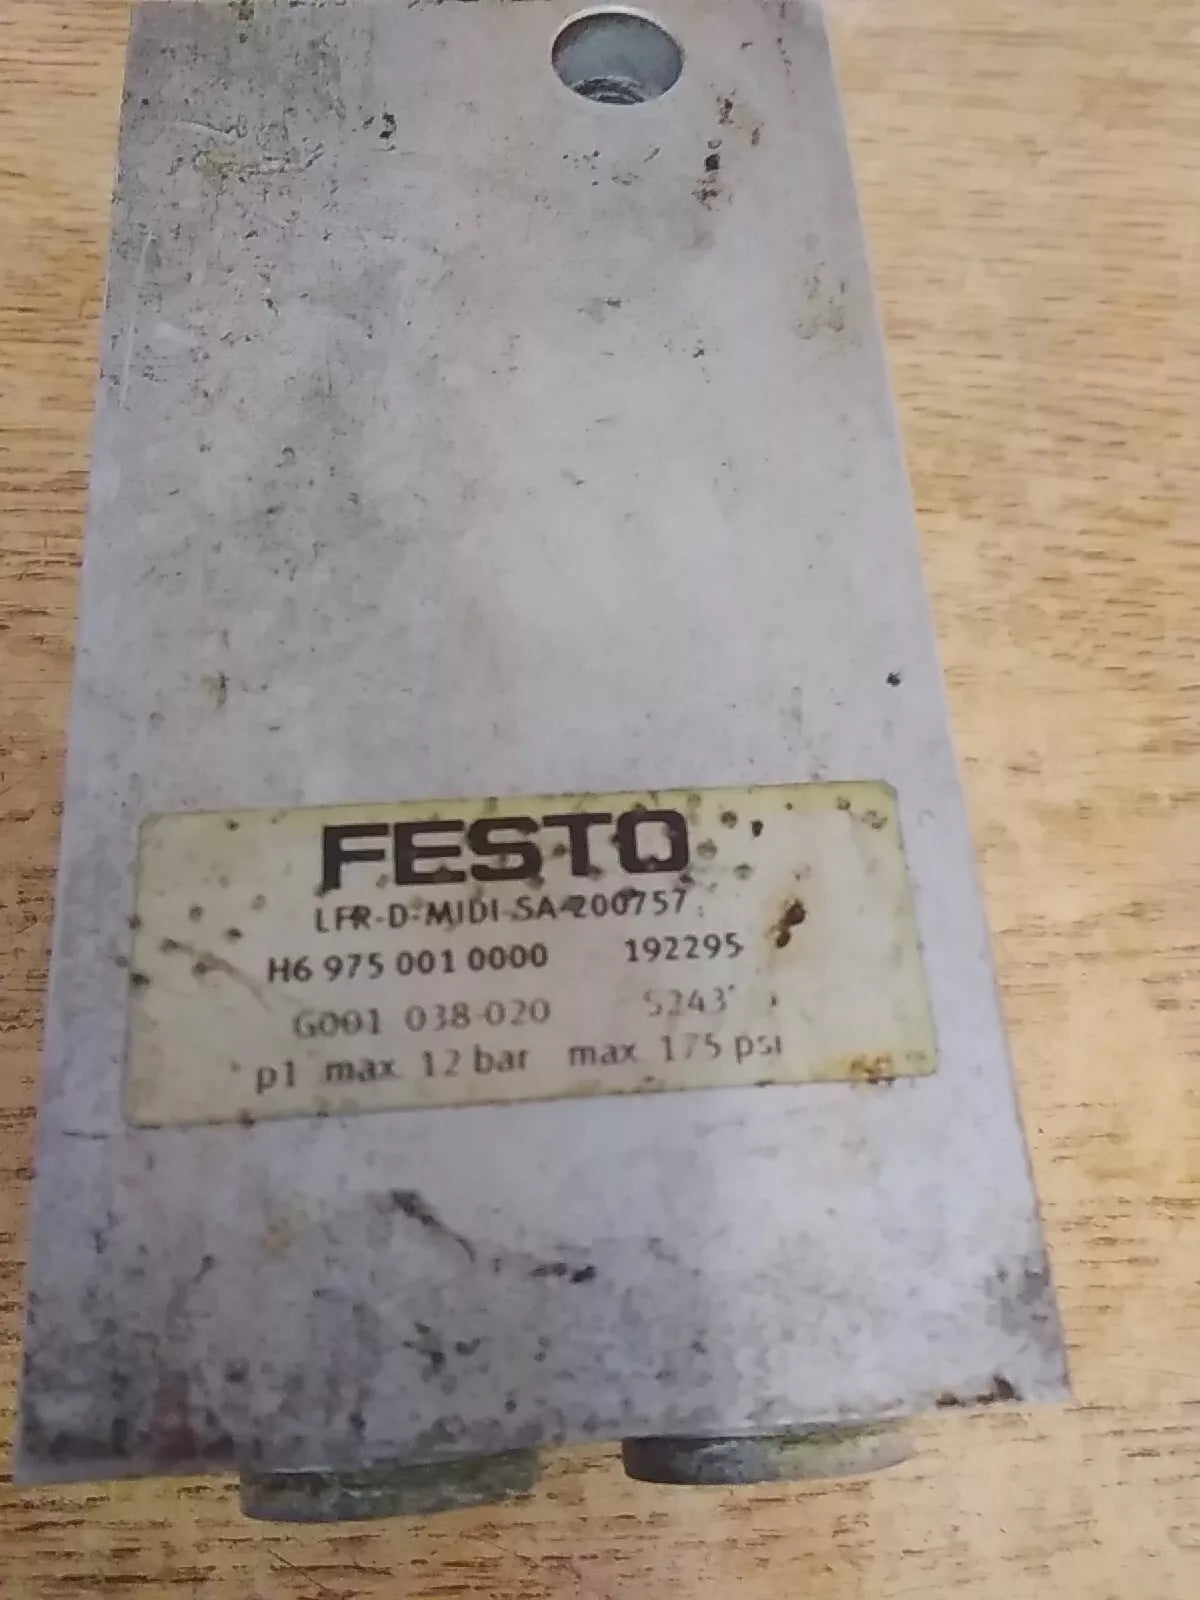 FESTO
LFR-D-MIDI-SA-200757
H6 975 001 0000 192295
G001 038-020
p1 max. 12 bar max. 175 psi